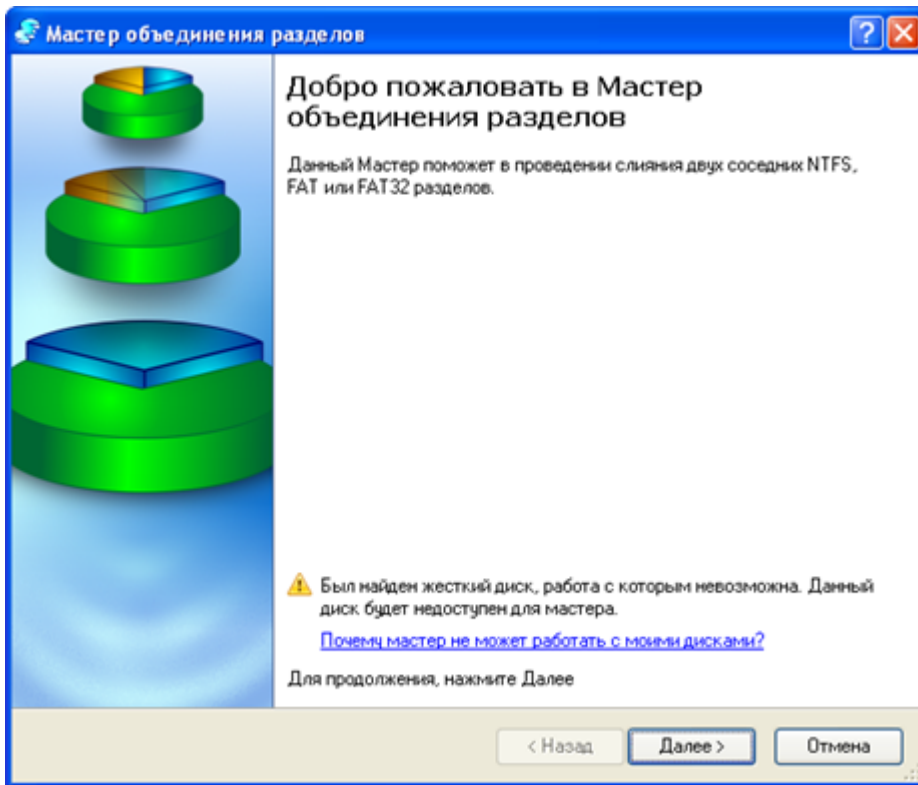 Мастер объединения разделов
Добро пожаловать в Мастер
объединения разделов
Данный Мастер поможет в проведении слияния двух соседних NTFS,
FAT или FAT32 разделов.
Был найден жесткий диск, работа с которым невозможна. Данный
диск будет недоступен для мастера.
Почему мастер не может работать с моими дисками?
Для продолжения, нажмите Далее
< Назад Далее > Отмена